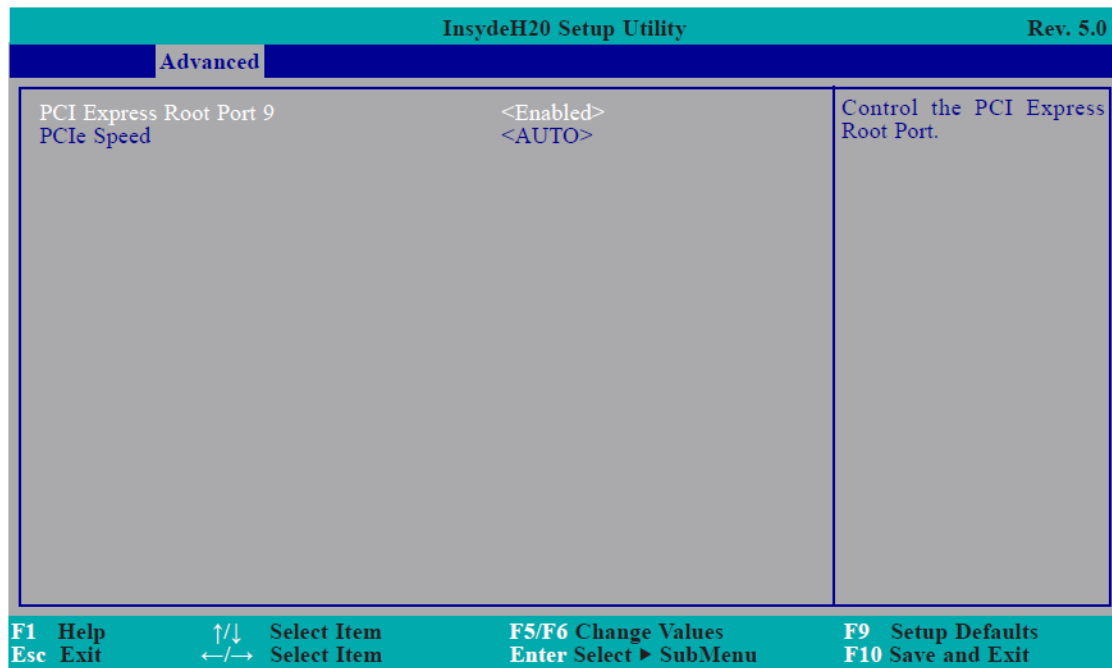 InsydeH20 Setup Utility Rev. 5.0
Advanced
PCI Express Root Port 9 <Enabled>
PCIe Speed <AUTO>
Control the PCI Express
Root Port.
F1 Help ↑/↓ Select Item F5/F6 Change Values F9 Setup Defaults
Esc Exit ←/→ Select Item Enter Select ▶ SubMenu F10 Save and Exit